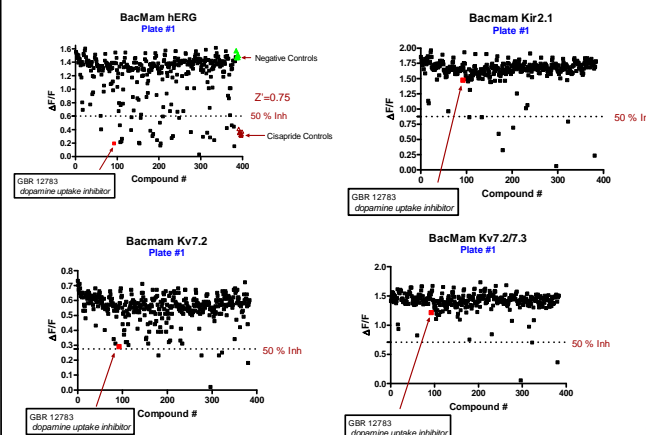 BacMam hERG
Plate #1
ΔF/F
1.6
1.4
1.2
1.0
0.8
0.6
0.4
0.2
0.0
0
100
200
300
400
Compound #
Negative Controls
Z'=0.75
50 % Inh
Cisapride Controls
GBR 12783
dopamine uptake inhibitor
Bacmam Kir2.1
Plate #1
ΔF/F
2.00
1.75
1.50
1.25
1.00
0.75
0.50
0.25
0.00
0
100
200
300
400
Compound #
50 % In
GBR 12783
dopamine uptake inhibitor
Bacmam Kv7.2
Plate #1
ΔF/F
0.8
0.7
0.6
0.5
0.4
0.3
0.2
0.1
0.0
0
100
200
300
400
Compound #
50 % Inh
GBR 12783
dopamine uptake inhibitor
BacMam Kv7.2/7.3
Plate #1
ΔF/F
2.0
1.5
1.0
0.5
0.0
0
100
200
300
400
Compound #
50 % Inh
GBR 12783
dopamine uptake inhibitor